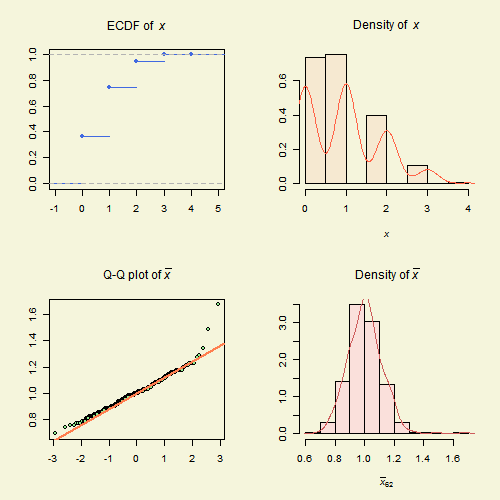 ECDF of x
Density of x
0.0 0.2 0.4 0.6 0.8 1.0
-1 0 1 2 3 4 5
0.0 0.2 0.4 0.6
0 1 2 3 4
x
Q-Q plot of x̅
Density of x̅
0.8 1.0 1.2 1.4 1.6
-3 -2 -1 0 1 2 3
0.0 1.0 2.0 3.0
0.6 0.8 1.0 1.2 1.4 1.6
x̅62